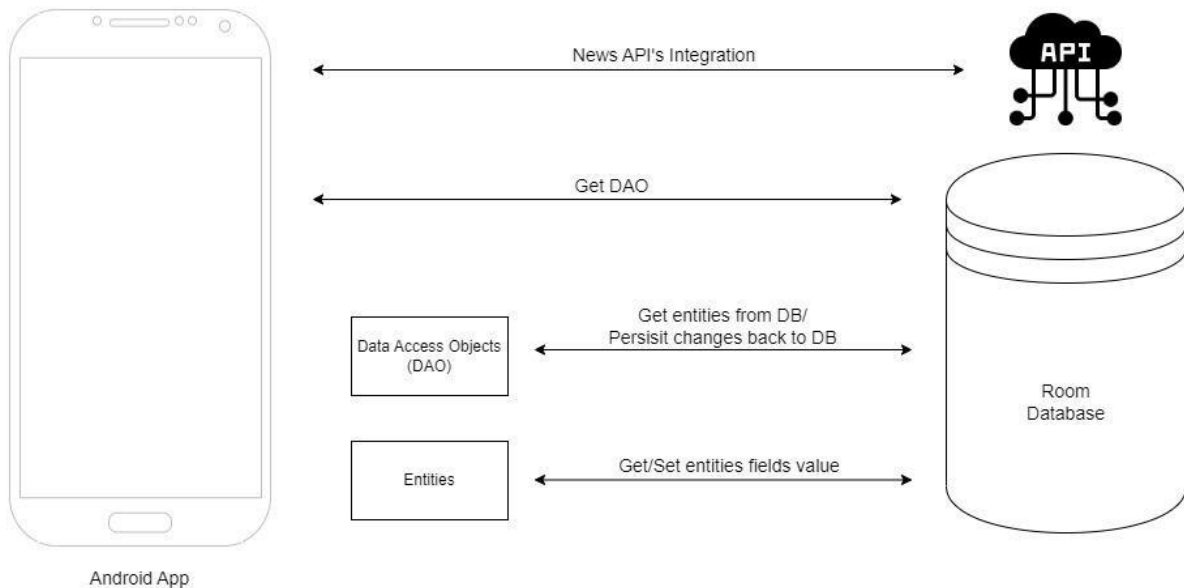 News API's Integration
API
Get DAO
Get entities from DB/
Persisit changes back to DB
Data Access Objects
(DAO)
Room
Database
Get/Set entities fields value
Entities
Android App